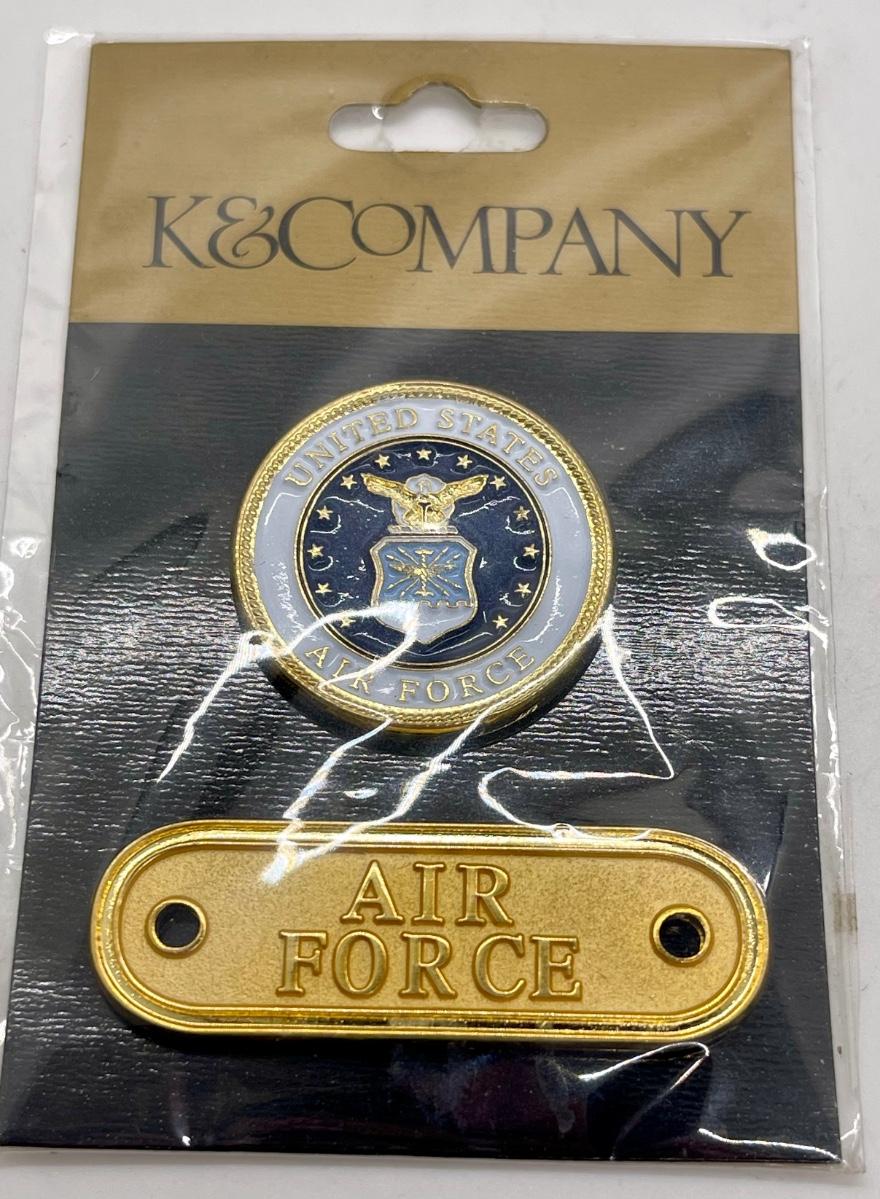 K&COMPANY
UNITED STATES
AIR FORCE
AIR
FORCE